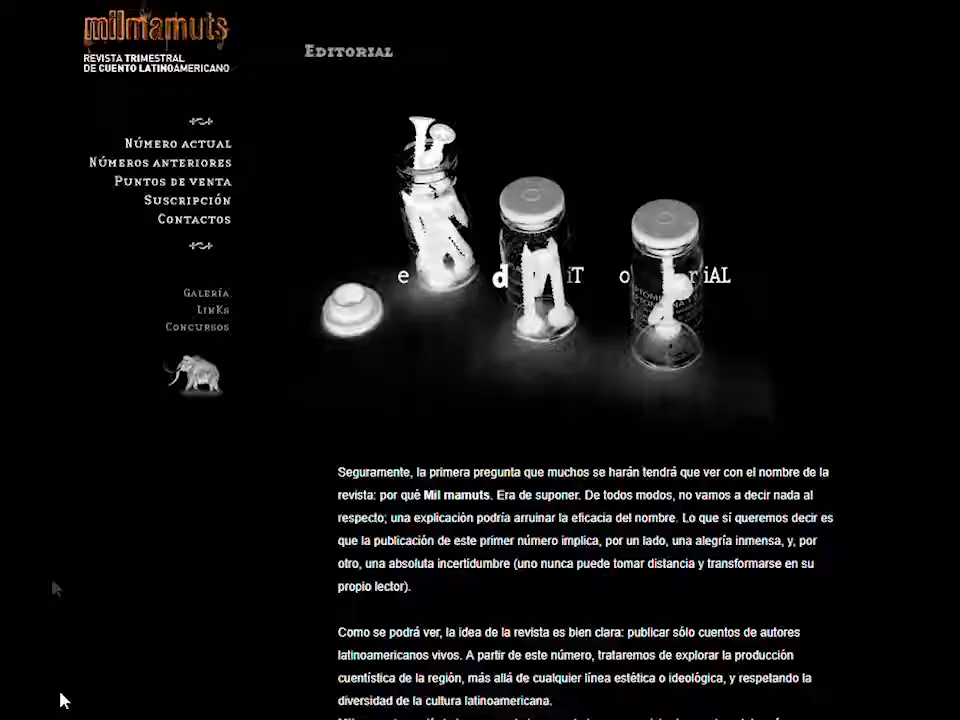 milmamuts
REVISTA TRIMESTRAL
DE CUENTO LATINOAMERICANO
Editorial
Número actual
Números anteriores
Puntos de venta
Suscripción
Contactos
Galería
Links
Concursos
e d iT o riAL
Seguramente, la primera pregunta que muchos se harán tendrá que ver con el nombre de la
revista: por qué Mil mamuts. Era de suponer. De todos modos, no vamos a decir nada al
respecto; una explicación podría arruinar la eficacia del nombre. Lo que sí queremos decir es
que la publicación de este primer número implica, por un lado, una alegría inmensa, y, por
otro, una absoluta incertidumbre (uno nunca puede tomar distancia y transformarse en su
propio lector).
Como se podrá ver, la idea de la revista es bien clara: publicar sólo cuentos de autores
latinoamericanos vivos. A partir de este número, trataremos de explorar la producción
cuentística de la región, más allá de cualquier línea estética o ideológica, y respetando la
diversidad de la cultura latinoamericana.